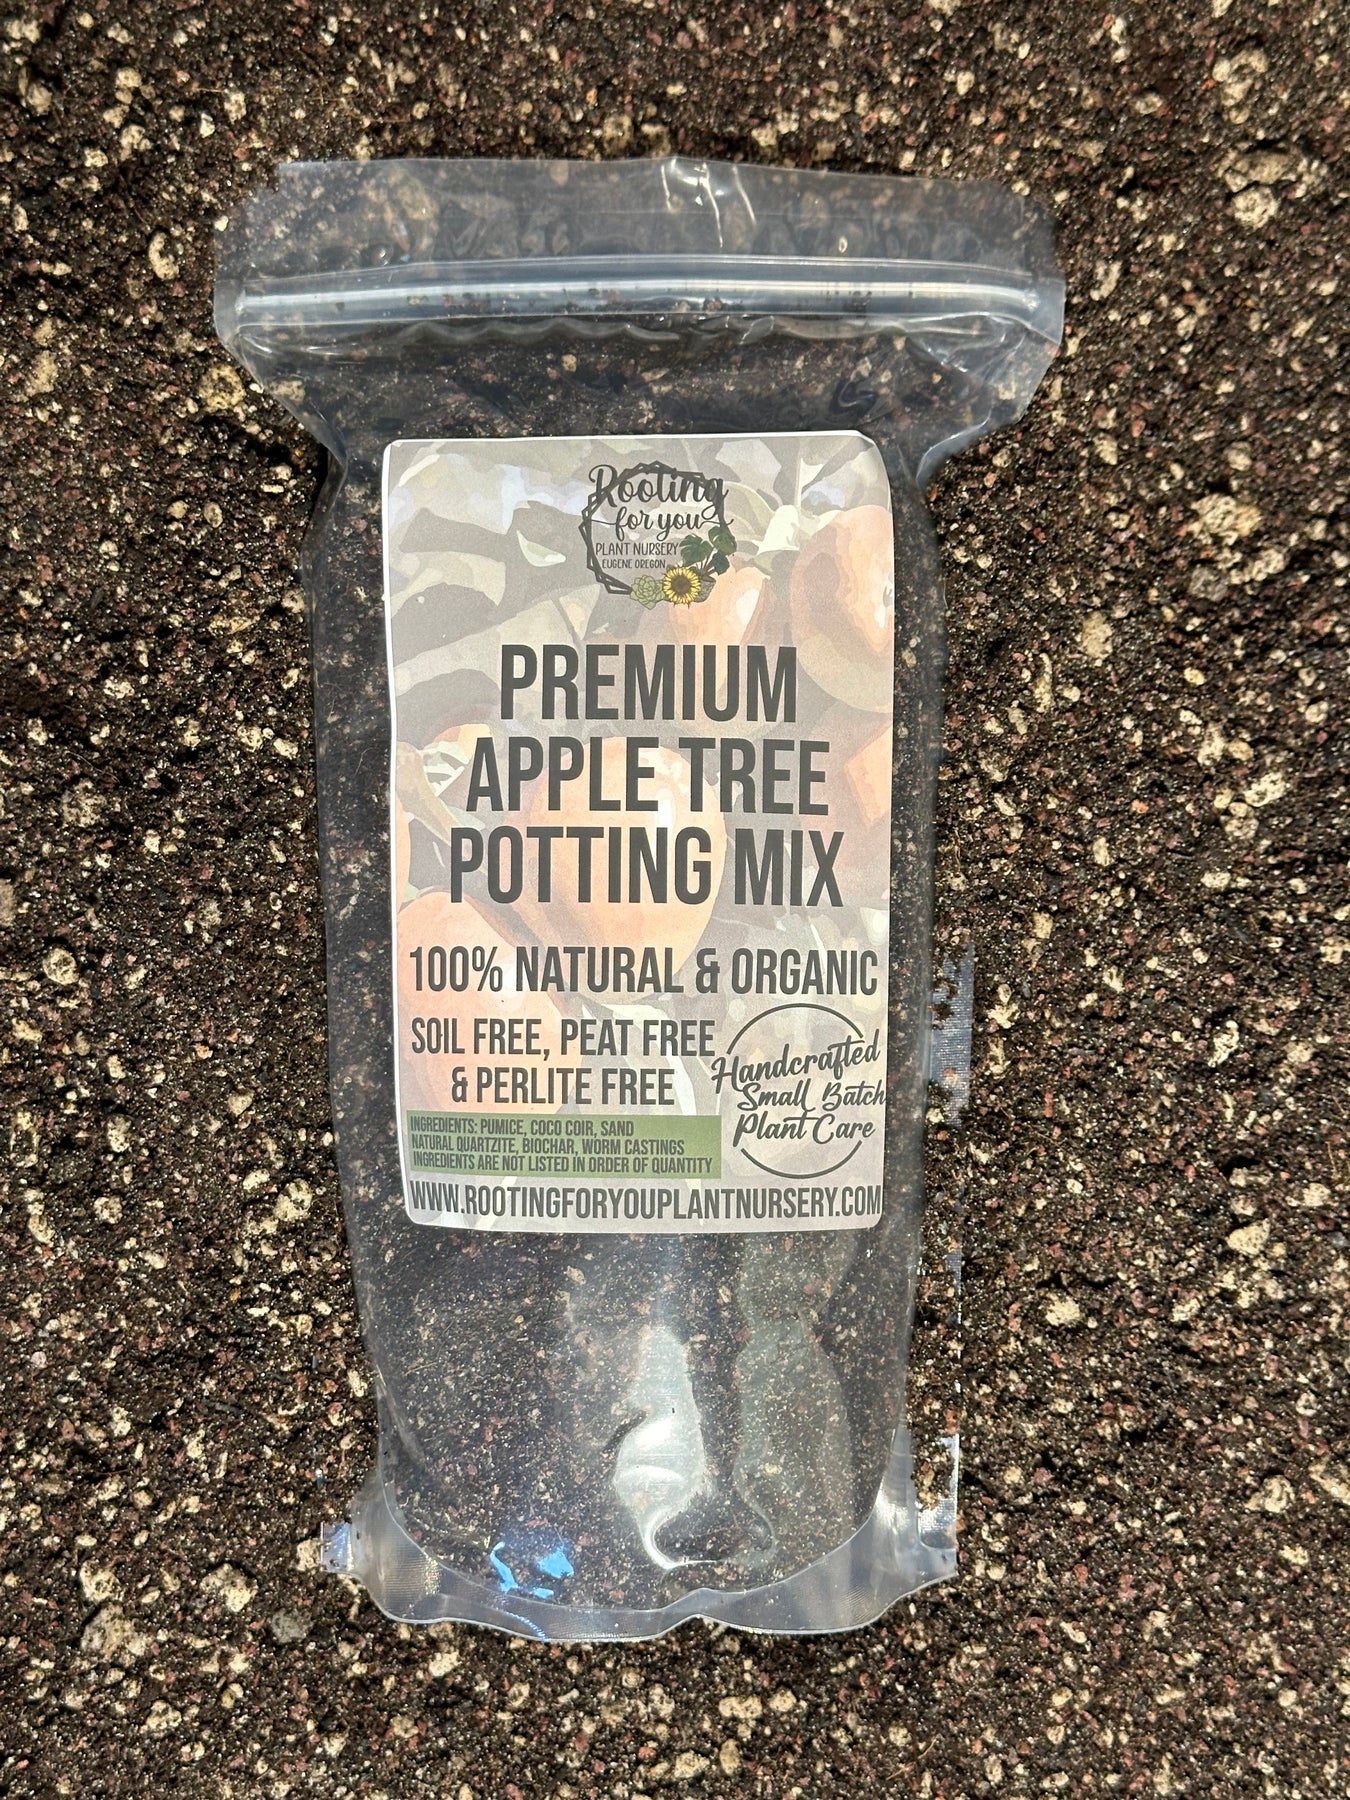 Rooting
for you
PLANT NURSERY
EUGENE OREGON
PREMIUM
APPLE TREE
POTTING MIX
100% NATURAL & ORGANIC
SOIL FREE, PEAT FREE
& PERLITE FREE
Handcrafted
Small Batch
Plant Care
INGREDIENTS: PUMICE, COCO COIR, SAND
NATURAL QUARTZITE, BIOCHAR, WORM CASTINGS
INGREDIENTS ARE NOT LISTED IN ORDER OF QUANTITY
WWW.ROOTINGFORYOUPLANTNURSERY.COM